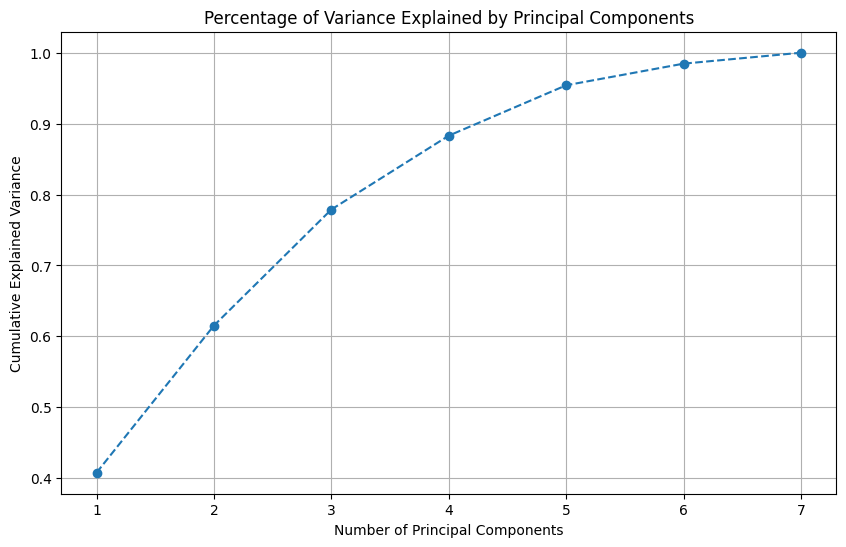 Percentage of Variance Explained by Principal Components
Cumulative Explained Variance
1.0
0.9
0.8
0.7
0.6
0.5
0.4
1 2 3 4 5 6 7
Number of Principal Components